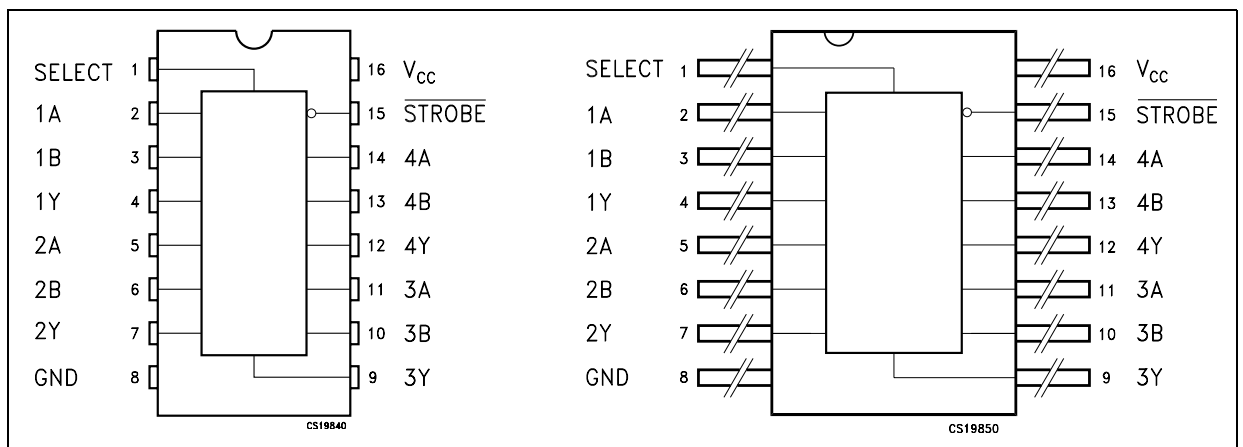 SELECT 1 16 VCC
1A 2 15 STROBE
1B 3 14 4A
1Y 4 13 4B
2A 5 12 4Y
2B 6 11 3A
2Y 7 10 3B
GND 8 9 3Y
CS19840
SELECT 1 16 VCC
1A 2 15 STROBE
1B 3 14 4A
1Y 4 13 4B
2A 5 12 4Y
2B 6 11 3A
2Y 7 10 3B
GND 8 9 3Y
CS19850